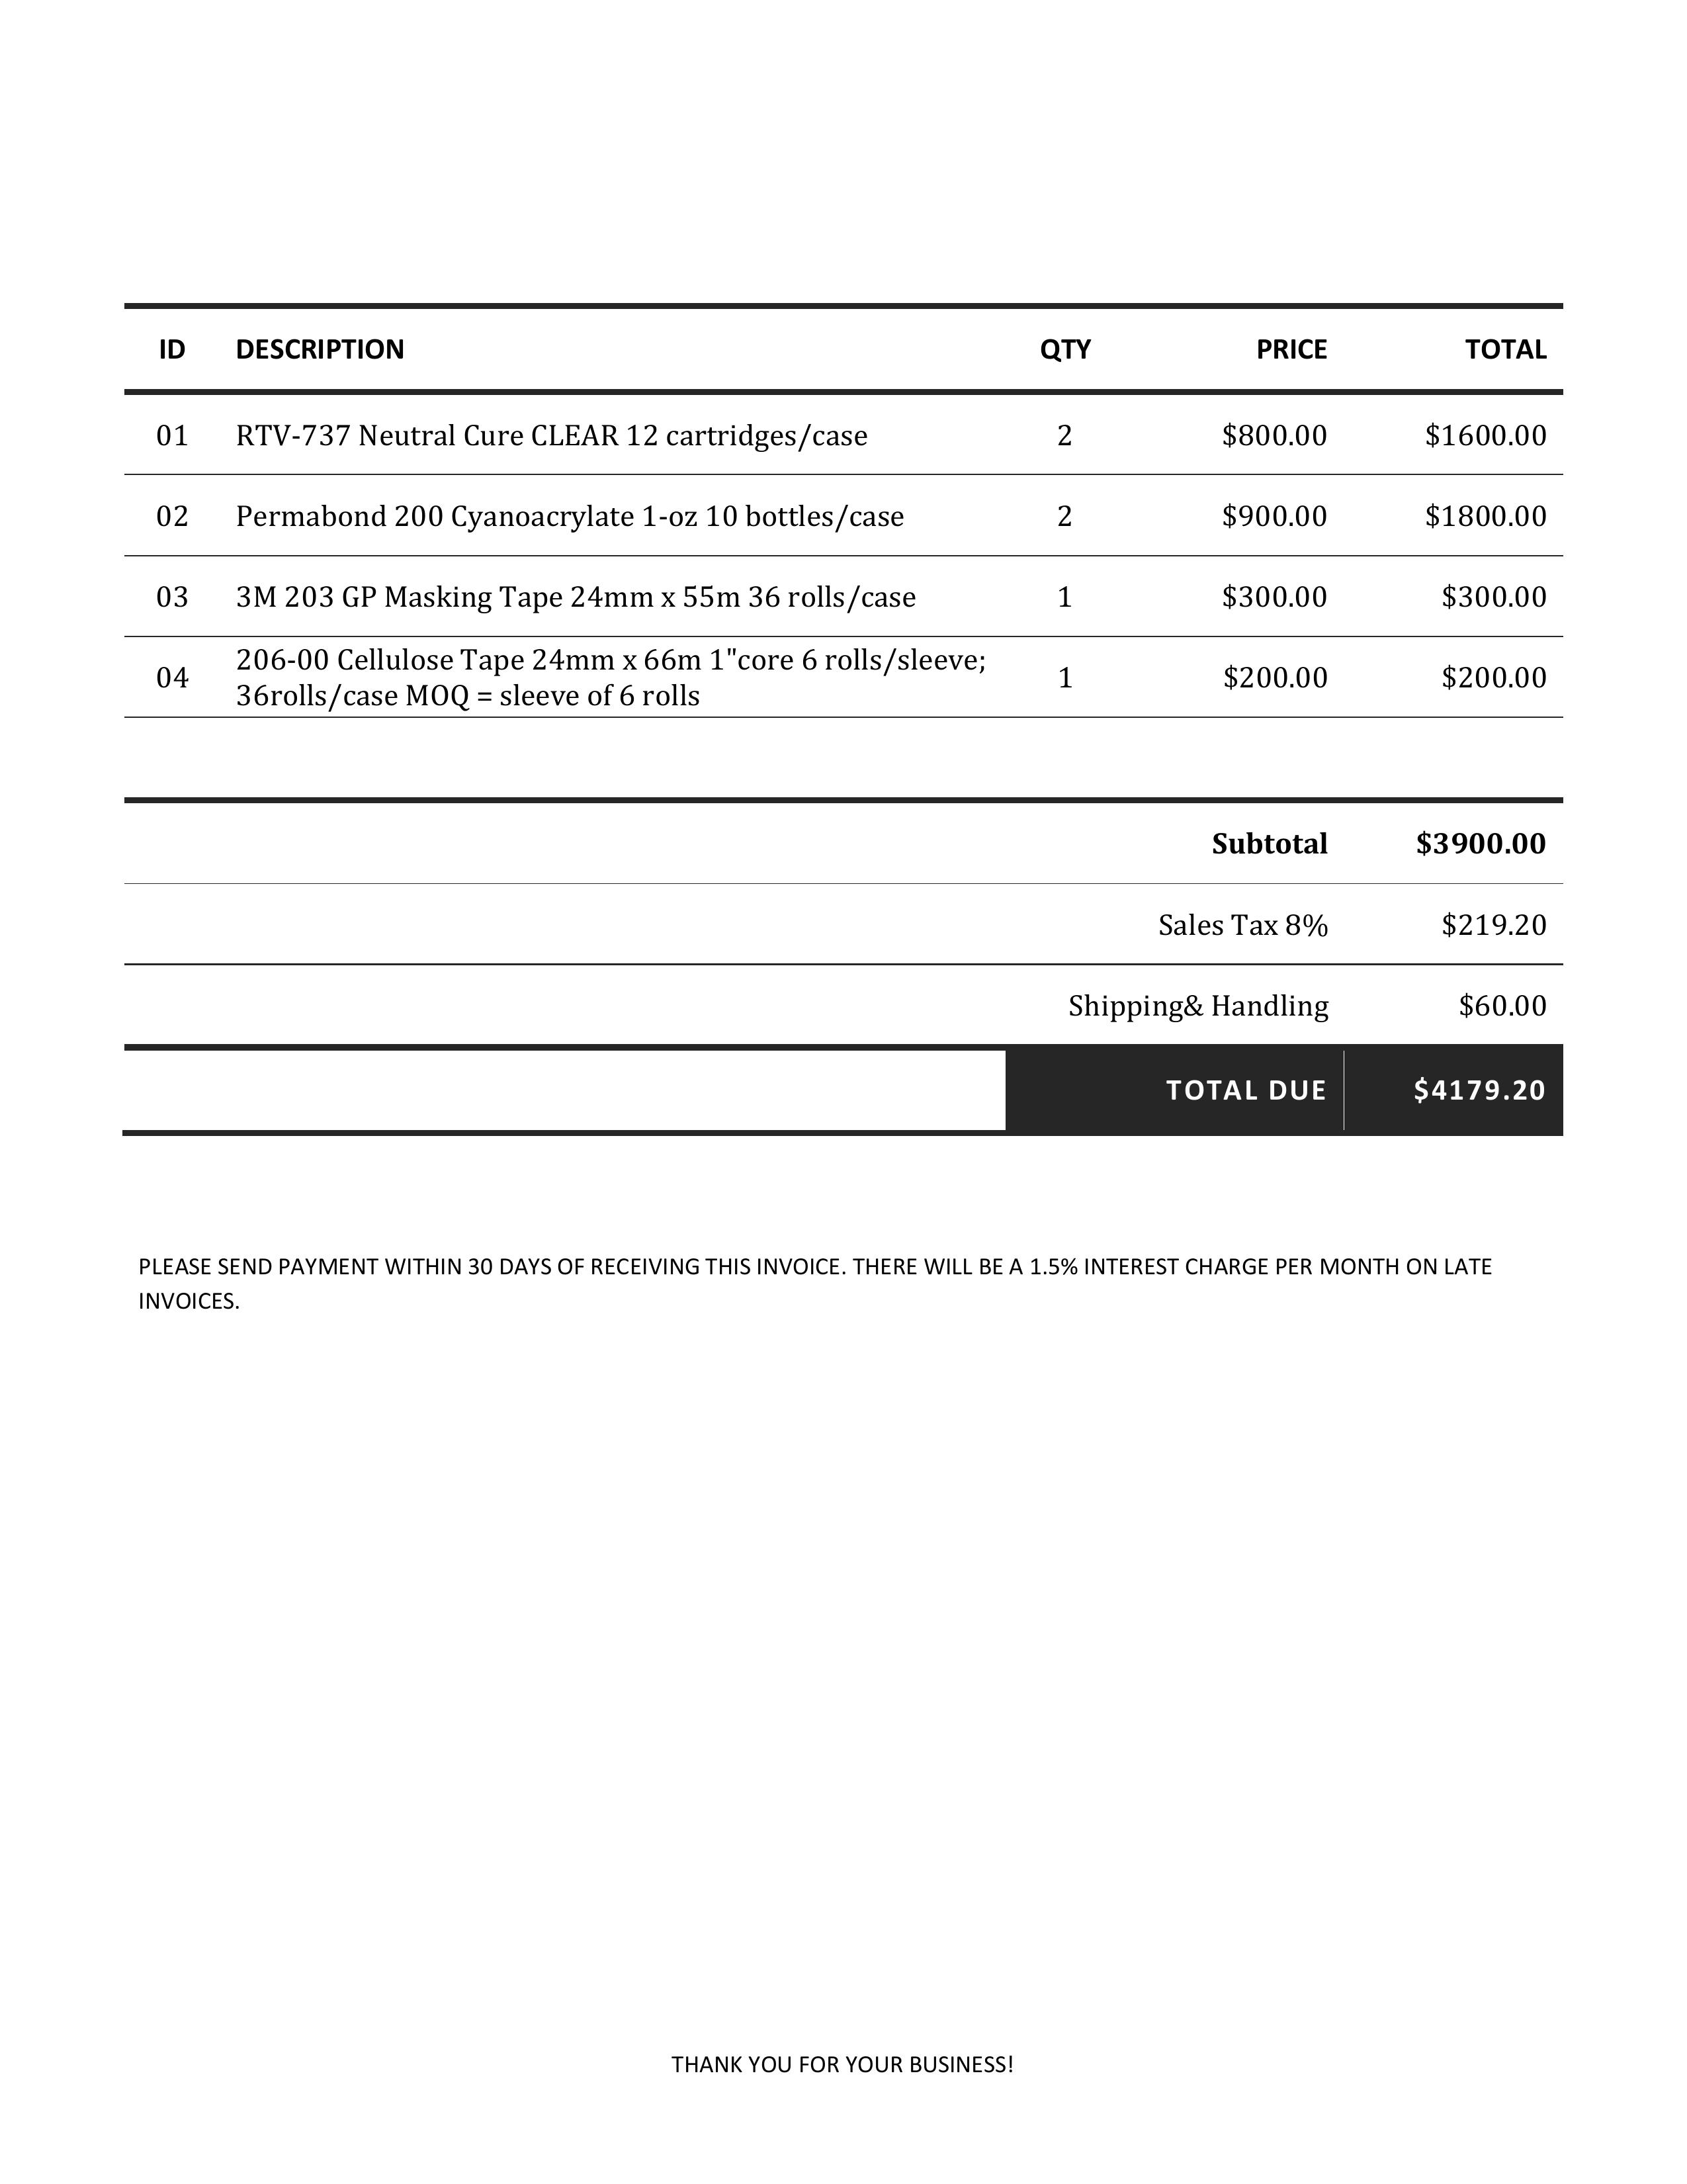 ID DESCRIPTION QTY PRICE TOTAL
01 RTV-737 Neutral Cure CLEAR 12 cartridges/case 2 $800.00 $1600.00
02 Permabond 200 Cyanoacrylate 1-oz 10 bottles/case 2 $900.00 $1800.00
03 3M 203 GP Masking Tape 24mm x 55m 36 rolls/case 1 $300.00 $300.00
04 206-00 Cellulose Tape 24mm x 66m 1"core 6 rolls/sleeve; 1 $200.00 $200.00
36rolls/case MOQ = sleeve of 6 rolls
Subtotal $3900.00
Sales Tax 8% $219.20
Shipping& Handling $60.00
TOTAL DUE $4179.20
PLEASE SEND PAYMENT WITHIN 30 DAYS OF RECEIVING THIS INVOICE. THERE WILL BE A 1.5% INTEREST CHARGE PER MONTH ON LATE
INVOICES.
THANK YOU FOR YOUR BUSINESS!